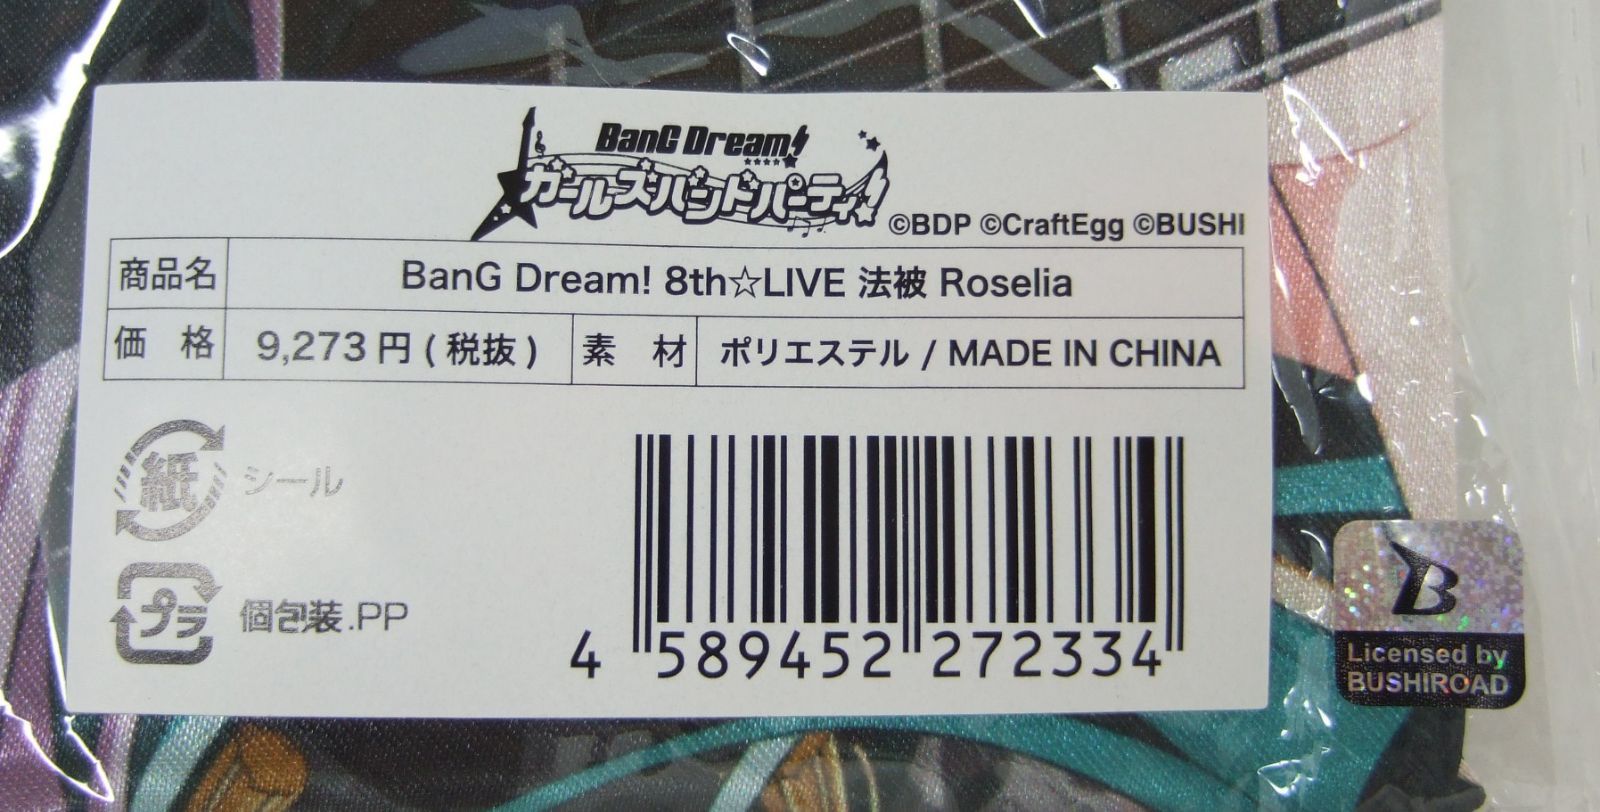 BanG Dream!
ガールズバンドパーティ!
©BDP ©CraftEgg ©BUSHI
商品名 BanG Dream! 8th☆LIVE 法被 Roselia
価 格 9,273 円 ( 税抜 ) 素 材 ポリエステル / MADE IN CHINA
紙 シール
プラ 個包装.PP
4 589452 272334
B
Licensed by
BUSHIROAD